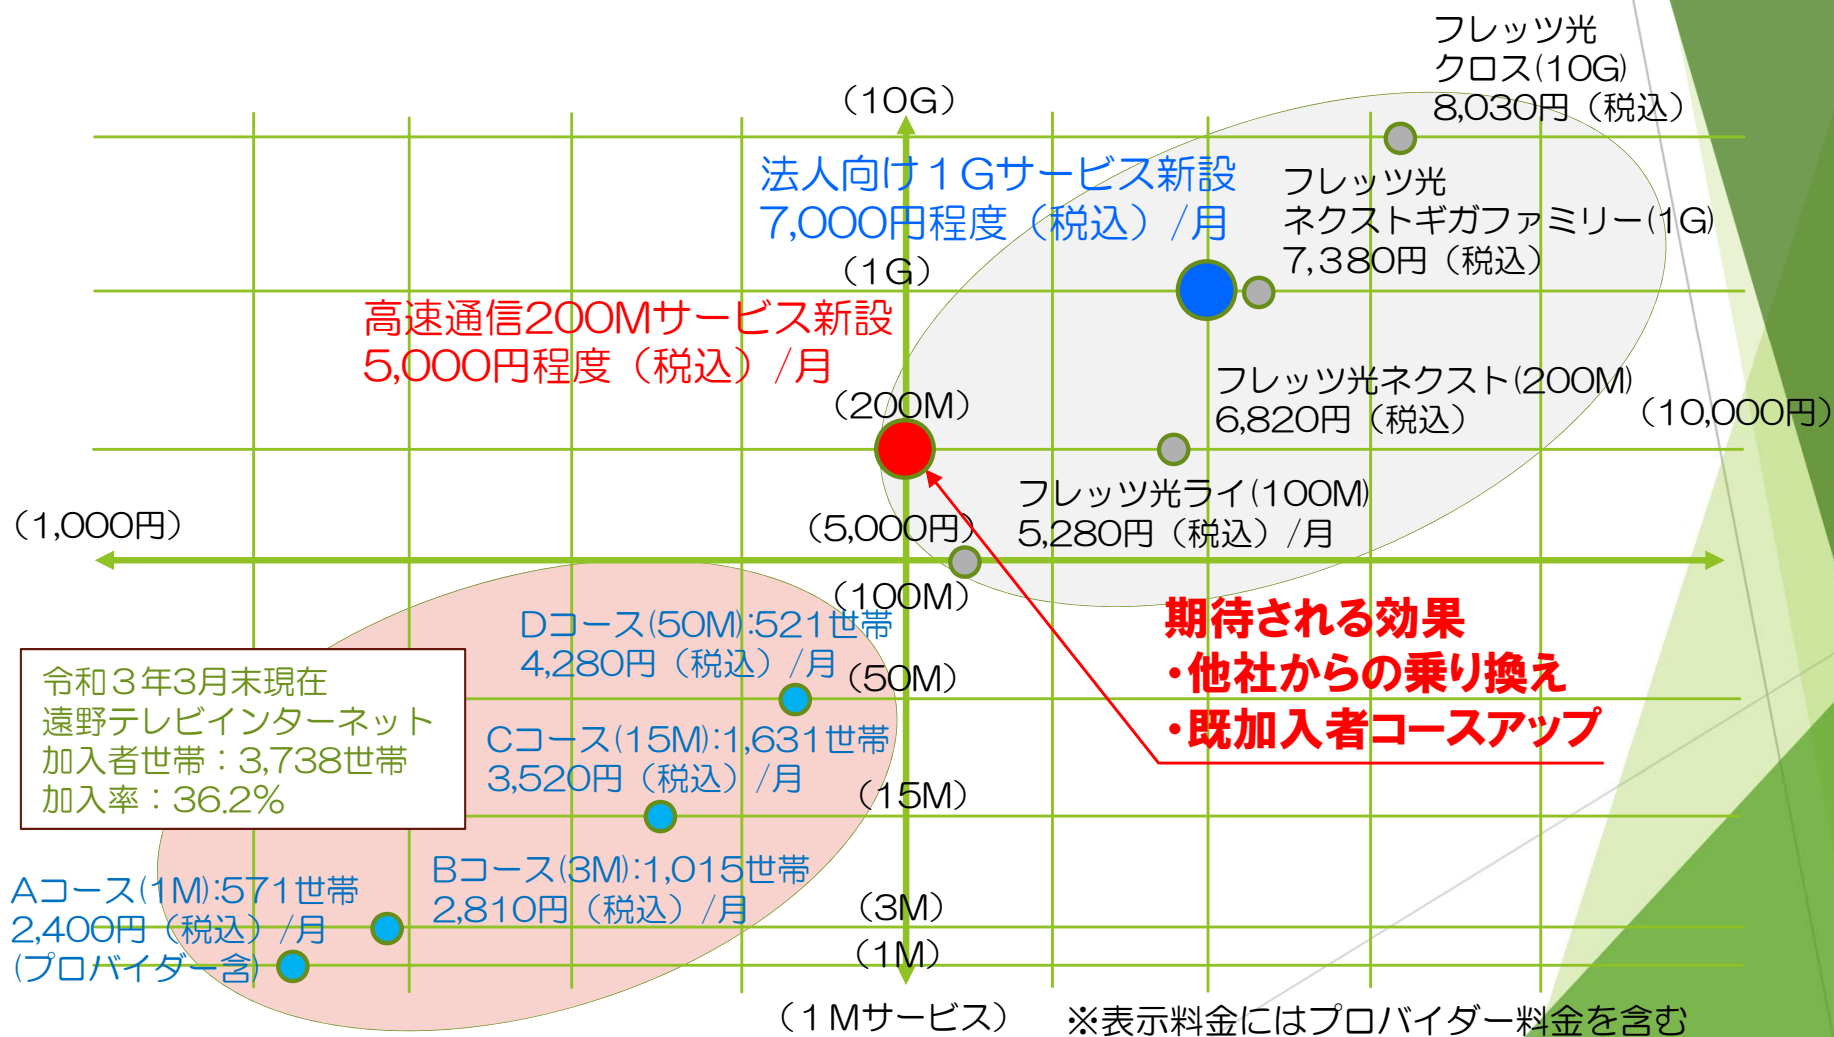 フレッツ光
クロス(10G)
8,030円（税込）
（10G）
法人向け１Gサービス新設
7,000円程度（税込）/月
フレッツ光
ネクストギガファミリー(1G)
7,380円（税込）
（1G）
高速通信200Mサービス新設
5,000円程度（税込）/月
フレッツ光ネクスト(200M)
6,820円（税込）
（200M）
（10,000円）
フレッツ光ライ(100M)
5,280円（税込）/月
（1,000円）
（5,000円）
（100M）
期待される効果
・他社からの乗り換え
・既加入者コースアップ
Dコース(50M):521世帯
4,280円（税込）/月
（50M）
令和３年3月末現在
遠野テレビインターネット
加入者世帯：3,738世帯
加入率：36.2%
Cコース(15M):1,631世帯
3,520円（税込）/月
（15M）
Bコース(3M):1,015世帯
2,810円（税込）/月
Aコース(1M):571世帯
2,400円（税込）/月
(プロバイダー含)
（3M）
（1M）
（１Mサービス）
※表示料金にはプロバイダー料金を含む